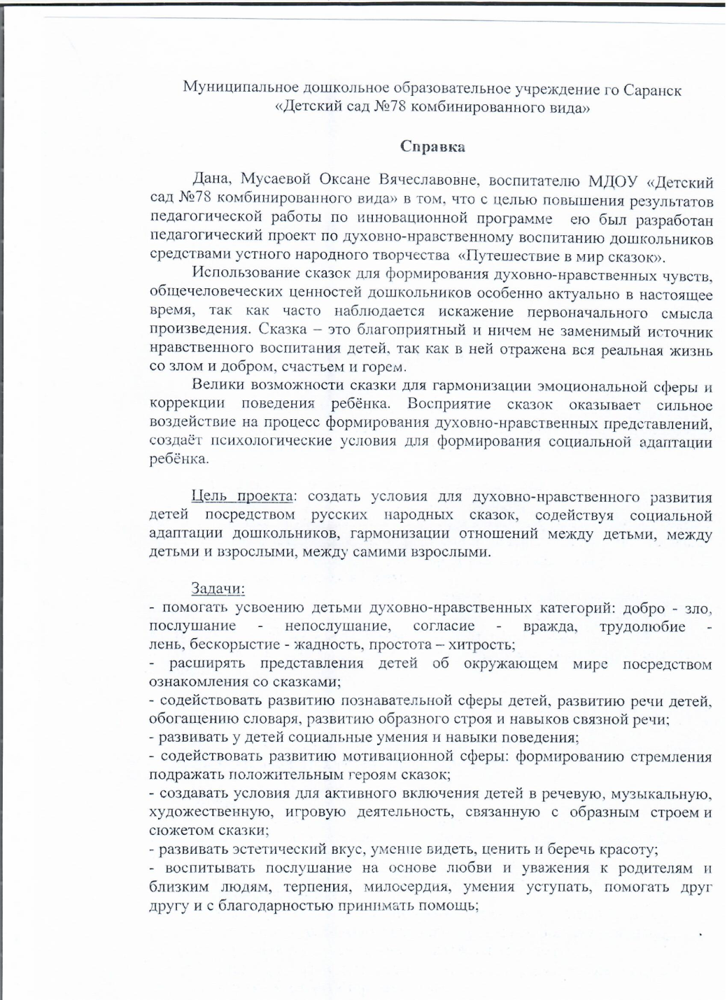 Муниципальное дошкольное образовательное учреждение го Саранск
«Детский сад №78 комбинированного вида»
Справка
Дана, Мусаевой Оксане Вячеславовне, воспитателю МДОУ «Детский
сад №78 комбинированного вида» в том, что с целью повышения результатов
педагогической работы по инновационной программе ею был разработан
педагогический проект по духовно-нравственному воспитанию дошкольников
средствами устного народного творчества «Путешествие в мир сказок».
Использование сказок для формирования духовно-нравственных чувств,
общечеловеческих ценностей дошкольников особенно актуально в настоящее
время, так как часто наблюдается искажение первоначального смысла
произведения. Сказка – это благоприятный и ничем не заменимый источник
нравственного воспитания детей, так как в ней отражена вся реальная жизнь
со злом и добром, счастьем и горем.
Велики возможности сказки для гармонизации эмоциональной сферы и
коррекции поведения ребёнка. Восприятие сказок оказывает сильное
воздействие на процесс формирования духовно-нравственных представлений,
создаёт психологические условия для формирования социальной адаптации
ребёнка.
Цель проекта: создать условия для духовно-нравственного развития
детей посредством русских народных сказок, содействуя социальной
адаптации дошкольников, гармонизации отношений между детьми, между
детьми и взрослыми, между самими взрослыми.
Задачи:
- помогать усвоению детьми духовно-нравственных категорий: добро - зло,
послушание - непослушание, согласие - вражда, трудолюбие -
лень, бескорыстие - жадность, простота – хитрость;
- расширять представления детей об окружающем мире посредством
ознакомления со сказками;
- содействовать развитию познавательной сферы детей, развитию речи детей,
обогащению словаря, развитию образного строя и навыков связной речи;
- развивать у детей социальные умения и навыки поведения;
- содействовать развитию мотивационной сферы: формированию стремления
подражать положительным героям сказок;
- создавать условия для активного включения детей в речевую, музыкальную,
художественную, игровую деятельность, связанную с образным строем и
сюжетом сказки;
- развивать эстетический вкус, умение видеть, ценить и беречь красоту;
- воспитывать послушание на основе любви и уважения к родителям и
близким людям, терпения, милосердия, умения уступать, помогать друг
другу и с благодарностью принимать помощь;